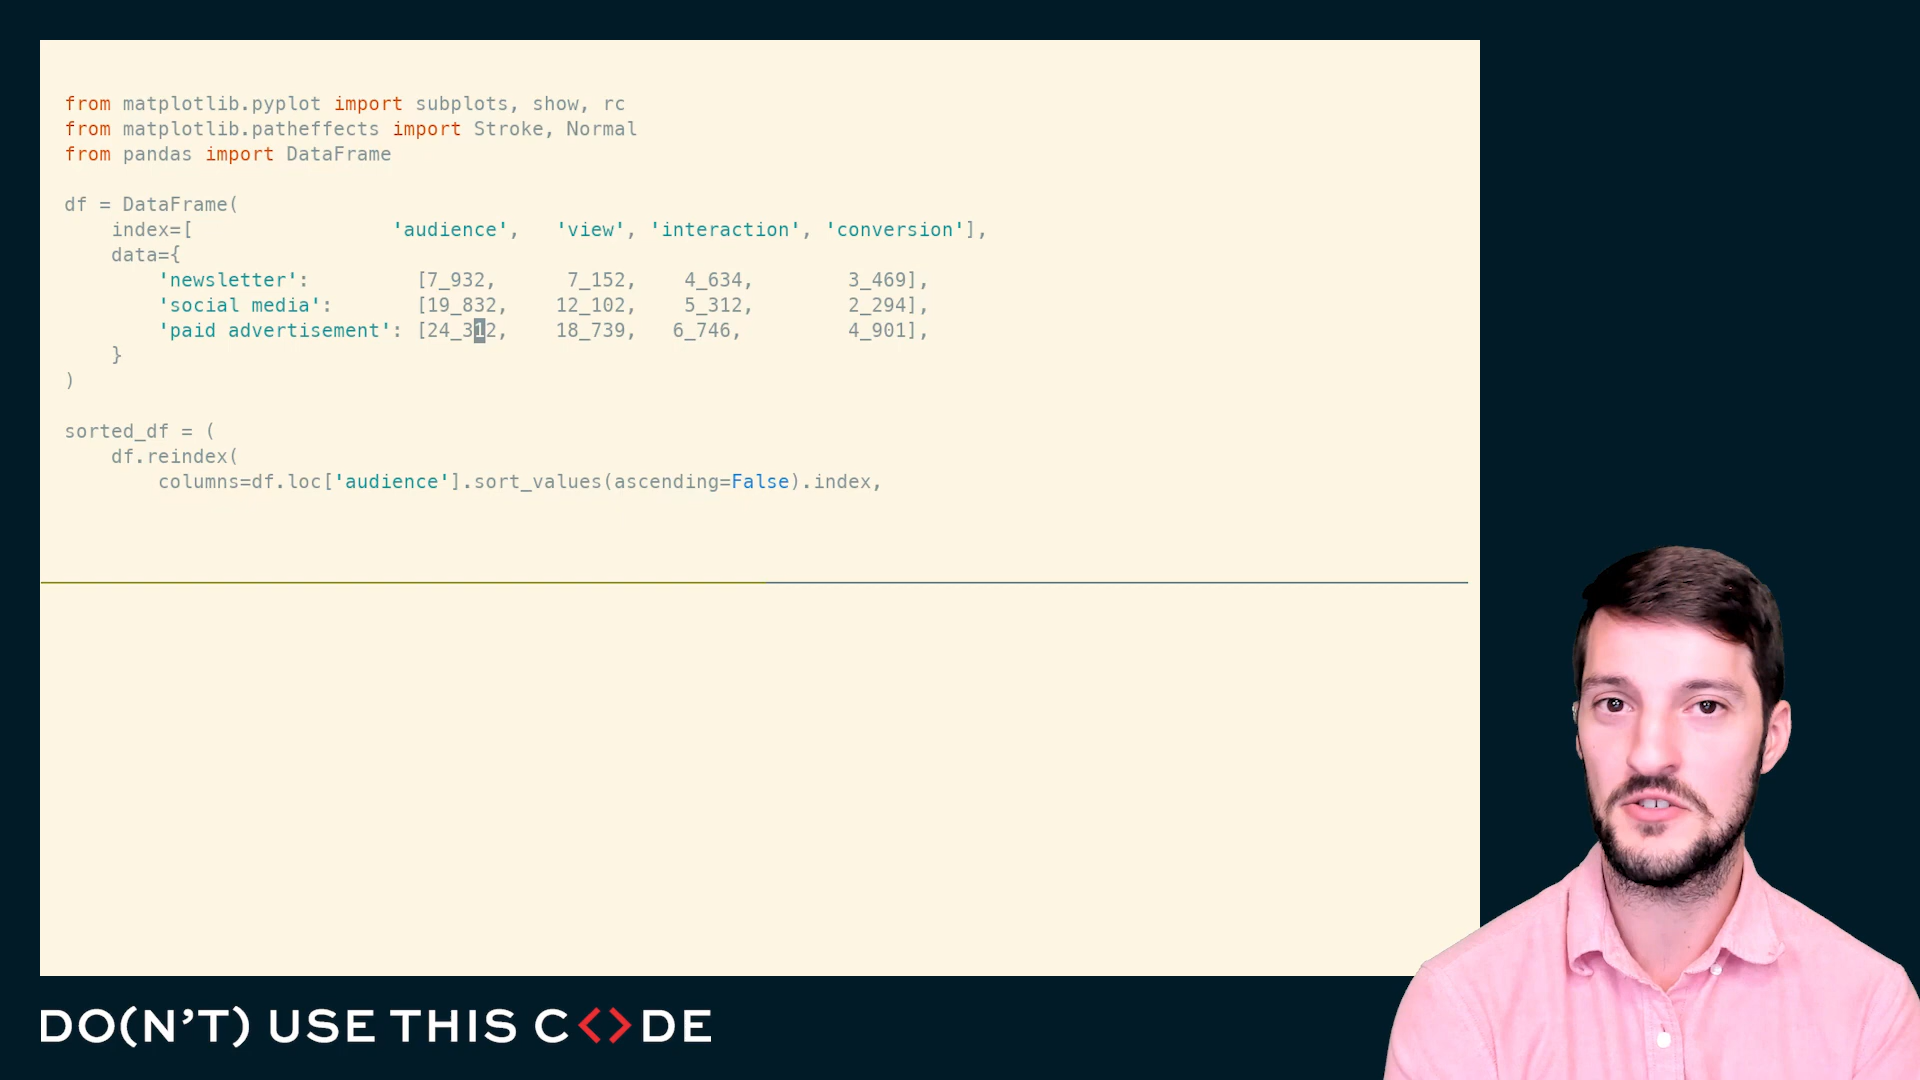 from matplotlib.pyplot import subplots, show, rc
from matplotlib.patheffects import Stroke, Normal
from pandas import DataFrame
df = DataFrame(
index=[ 'audience', 'view', 'interaction', 'conversion'],
data={
'newsletter': [7_932, 7_152, 4_634, 3_469],
'social media': [19_832, 12_102, 5_312, 2_294],
'paid advertisement': [24_312, 18_739, 6_746, 4_901],
}
)
sorted_df = (
df.reindex(
columns=df.loc['audience'].sort_values(ascending=False).index,
DO(N'T) USE THIS C<>DE